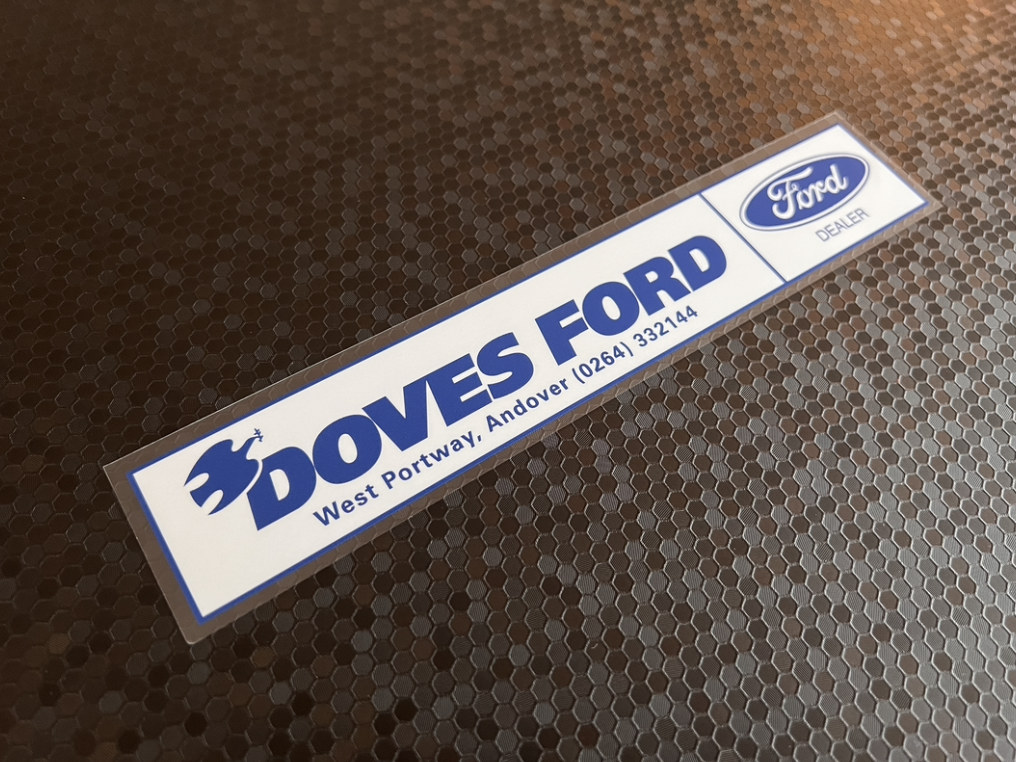 DOVES FORD
West Portway, Andover (0264) 332144
Ford
DEALER